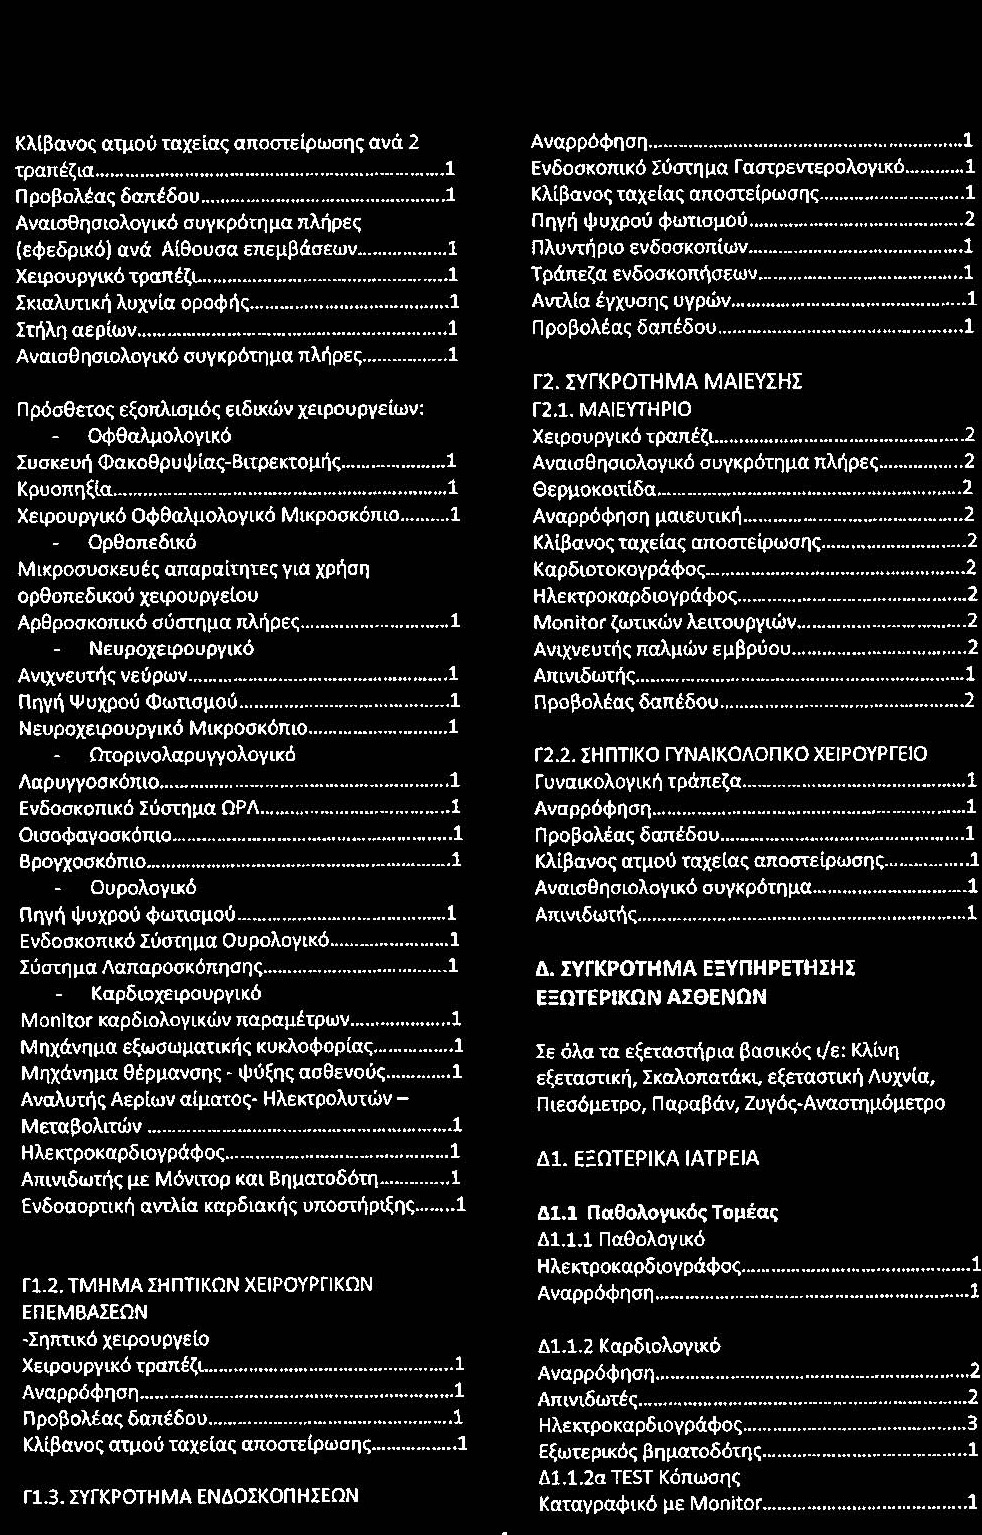 Κλίβανος ατμού ταχείας αποστείρωσης ανά 2
τραπέζια..........1
Προβολέας δαπέδου..........1
Αναισθησιολογικό συγκρότημα πλήρες
(εφεδρικό) ανά Αίθουσα επεμβάσεων..........1
Χειρουργικό τραπέζι..........1
Σκιαλυτική λυχνία οροφής..........1
Στήλη αερίων..........1
Αναισθησιολογικό συγκρότημα πλήρες..........1
Πρόσθετος εξοπλισμός ειδικών χειρουργείων:
- Οφθαλμολογικό
Συσκευή Φακοθρυψίας-Βιτρεκτομής..........1
Κρυοπηξία..........1
Χειρουργικό Οφθαλμολογικό Μικροσκόπιο..........1
- Ορθοπεδικό
Μικροσυσκευές απαραίτητες για χρήση
ορθοπεδικού χειρουργείου
Αρθροσκοπικό σύστημα πλήρες..........1
- Νευροχειρουργικό
Ανιχνευτής νεύρων..........1
Πηγή Ψυχρού Φωτισμού..........1
Νευροχειρουργικό Μικροσκόπιο..........1
- Ωτορινολαρυγγολογικό
Λαρυγγοσκόπιο..........1
Ενδοσκοπικό Σύστημα ΩΡΛ..........1
Οισοφαγοσκόπιο..........1
Βρογχοσκόπιο..........1
- Ουρολογικό
Πηγή ψυχρού φωτισμού..........1
Ενδοσκοπικό Σύστημα Ουρολογικό..........1
Σύστημα Λαπαροσκόπησης..........1
- Καρδιοχειρουργικό
Monitor καρδιολογικών παραμέτρων..........1
Μηχάνημα εξωσωματικής κυκλοφορίας..........1
Μηχάνημα θέρμανσης - ψύξης ασθενούς..........1
Αναλυτής Αερίων αίματος- Ηλεκτρολυτών –
Μεταβολιτών..........1
Ηλεκτροκαρδιογράφος..........1
Απινιδωτής με Μόνιτορ και Βηματοδότη..........1
Ενδοαορτική αντλία καρδιακής υποστήριξης..........1
Γ1.2. ΤΜΗΜΑ ΣΗΠΤΙΚΩΝ ΧΕΙΡΟΥΡΓΙΚΩΝ
ΕΠΕΜΒΑΣΕΩΝ
-Σηπτικό χειρουργείο
Χειρουργικό τραπέζι..........1
Αναρρόφηση..........1
Προβολέας δαπέδου..........1
Κλίβανος ατμού ταχείας αποστείρωσης..........1
Γ1.3. ΣΥΓΚΡΟΤΗΜΑ ΕΝΔΟΣΚΟΠΗΣΕΩΝ
Αναρρόφηση..........1
Ενδοσκοπικό Σύστημα Γαστρεντερολογικό..........1
Κλίβανος ταχείας αποστείρωσης..........1
Πηγή ψυχρού φωτισμού..........2
Πλυντήριο ενδοσκοπίων..........1
Τράπεζα ενδοσκοπήσεων..........1
Αντλία έγχυσης υγρών..........1
Προβολέας δαπέδου..........1
Γ2. ΣΥΓΚΡΟΤΗΜΑ ΜΑΙΕΥΣΗΣ
Γ2.1. ΜΑΙΕΥΤΗΡΙΟ
Χειρουργικό τραπέζι..........2
Αναισθησιολογικό συγκρότημα πλήρες..........2
Θερμοκοιτίδα..........2
Αναρρόφηση μαιευτική..........2
Κλίβανος ταχείας αποστείρωσης..........2
Καρδιοτοκογράφος..........2
Ηλεκτροκαρδιογράφος..........2
Monitor ζωτικών λειτουργιών..........2
Ανιχνευτής παλμών εμβρύου..........2
Απινιδωτής..........1
Προβολέας δαπέδου..........2
Γ2.2. ΣΗΠΤΙΚΟ ΓΥΝΑΙΚΟΛΟΓΙΚΟ ΧΕΙΡΟΥΡΓΕΙΟ
Γυναικολογική τράπεζα..........1
Αναρρόφηση..........1
Προβολέας δαπέδου..........1
Κλίβανος ατμού ταχείας αποστείρωσης..........1
Αναισθησιολογικό συγκρότημα..........1
Απινιδωτής..........1
Δ. ΣΥΓΚΡΟΤΗΜΑ ΕΞΥΠΗΡΕΤΗΣΗΣ
ΕΞΩΤΕΡΙΚΩΝ ΑΣΘΕΝΩΝ
Σε όλα τα εξεταστήρια βασικός ι/ε: Κλίνη
εξεταστική, Σκαλοπατάκι, εξεταστική Λυχνία,
Πιεσόμετρο, Παραβάν, Ζυγός-Αναστημόμετρο
Δ1. ΕΞΩΤΕΡΙΚΑ ΙΑΤΡΕΙΑ
Δ1.1 Παθολογικός Τομέας
Δ1.1.1 Παθολογικό
Ηλεκτροκαρδιογράφος..........1
Αναρρόφηση..........1
Δ1.1.2 Καρδιολογικό
Αναρρόφηση..........2
Απινιδωτές..........2
Ηλεκτροκαρδιογράφος..........3
Εξωτερικός βηματοδότης..........1
Δ1.1.2α TEST Κόπωσης
Καταγραφικό με Monitor..........1